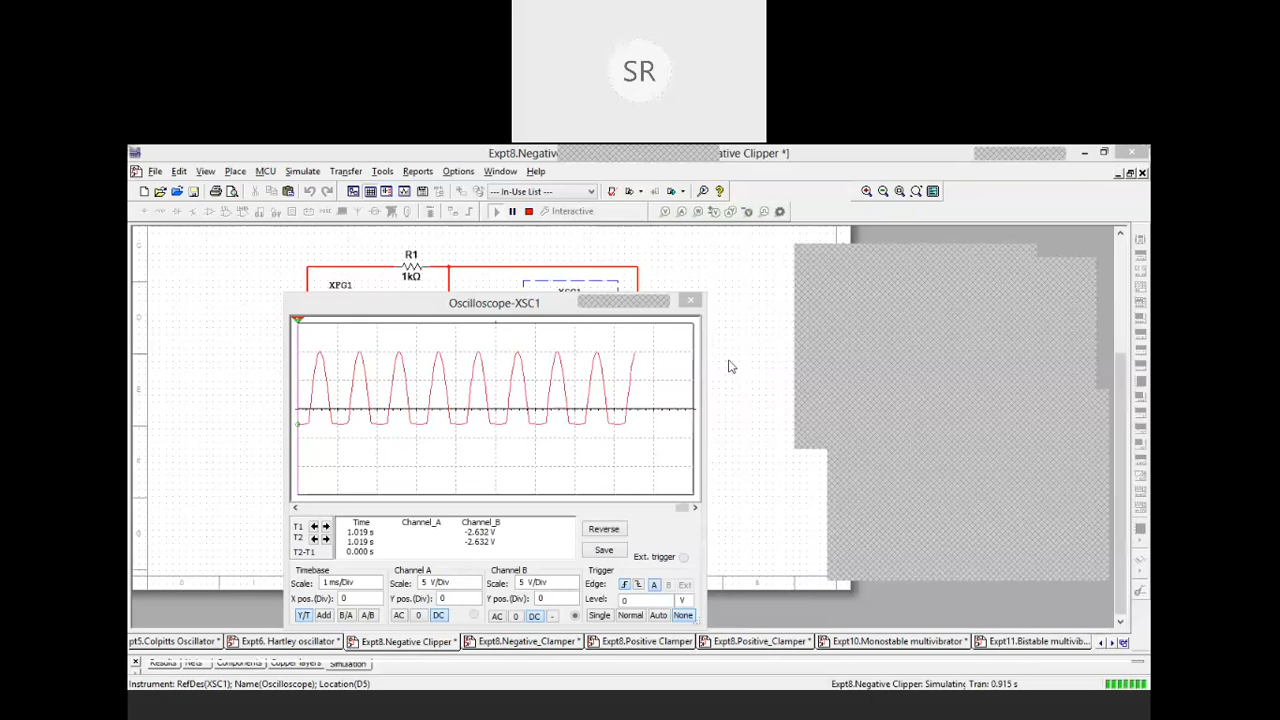 SR
Expt8.Negative Clipper *]
File Edit View Place MCU Simulate Transfer Tools Reports Options Window Help
--- In-Use List ---
Interactive
R1
1kΩ
XFG1
XSC1
Oscilloscope-XSC1
Time Channel_A Channel_B
T1 1.019 s -2.632 V
T2 1.019 s -2.632 V
T2-T1 0.000 s
Reverse
Save
Ext. trigger
Timebase Channel A Channel B Trigger
Scale: 1 ms/Div Scale: 5 V/Div Scale: 5 V/Div Edge: A B Ext
X pos.(Div): 0 Y pos.(Div): 0 Y pos.(Div): 0 Level: 0 V
Y/T Add B/A A/B AC 0 DC AC 0 DC - Single Normal Auto None
pt5.Colpitts Oscillator * Expt6. Hartley oscillator * Expt8.Negative Clipper * Expt8.Negative_Clamper * Expt8.Positive Clamper Expt8.Positive_Clamper * Expt10.Monostable multivibrator * Expt11.Bistable multivib...
Results Nets Components Copper layers Simulation
Instrument: RefDes(XSC1); Name(Oscilloscope); Location(D5) Expt8.Negative Clipper: Simulating Tran: 0.915 s